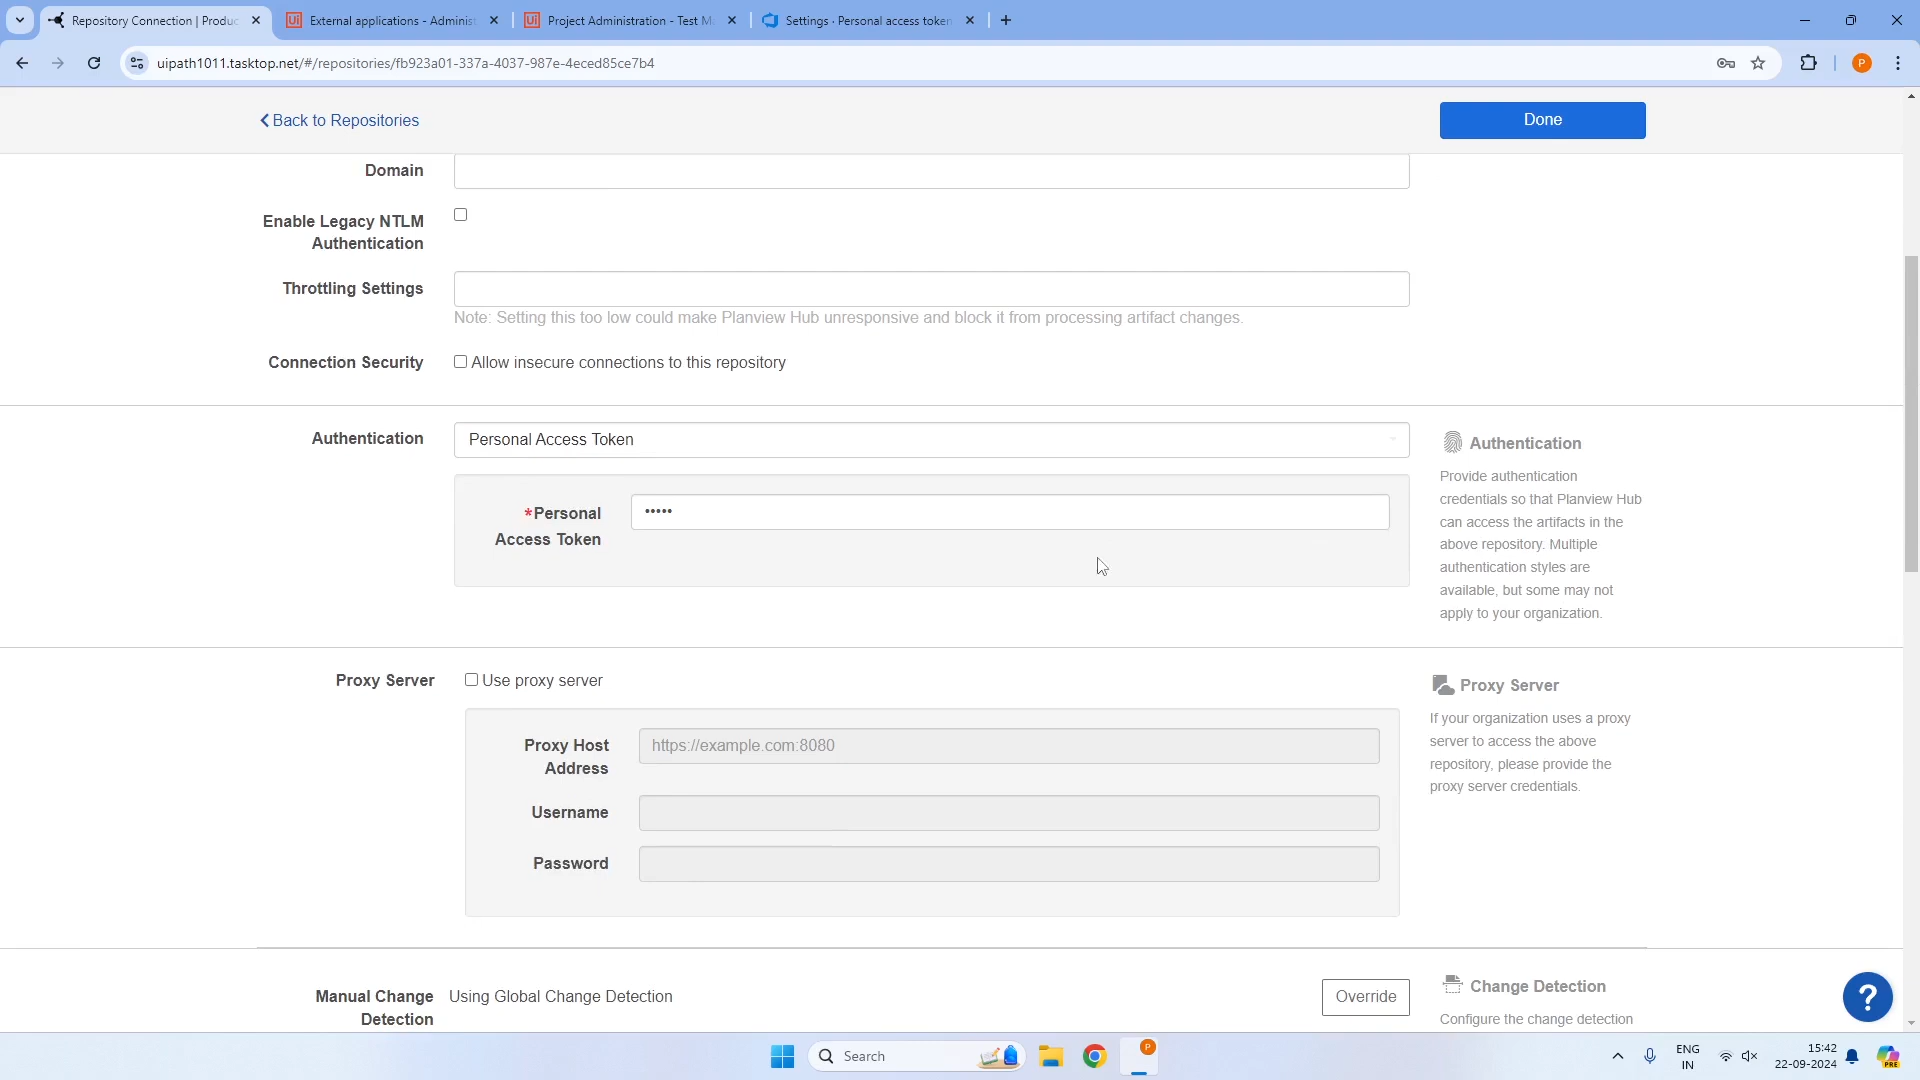 Repository Connection | Produc
External applications - Administ
Project Administration - Test Ma
Settings · Personal access token
uipath1011.tasktop.net/#/repositories/fb923a01-337a-4037-987e-4eced85ce7b4
P
Back to Repositories
Done
Domain
Enable Legacy NTLM
Authentication
Throttling Settings
Note: Setting this too low could make Planview Hub unresponsive and block it from processing artifact changes.
Connection Security
Allow insecure connections to this repository
Authentication
Personal Access Token
*Personal
Access Token
•••••
Authentication
Provide authentication
credentials so that Planview Hub
can access the artifacts in the
above repository. Multiple
authentication styles are
available, but some may not
apply to your organization.
Proxy Server
Use proxy server
Proxy Host
Address
https://example.com:8080
Username
Password
Proxy Server
If your organization uses a proxy
server to access the above
repository, please provide the
proxy server credentials.
Manual Change
Detection
Using Global Change Detection
Override
Change Detection
Configure the change detection
?
Search
P
ENG
IN
15:42
22-09-2024
PRE